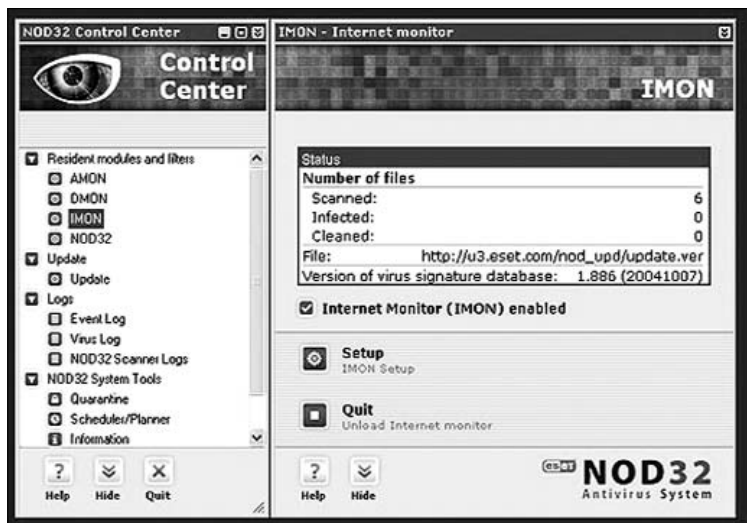 NOD32 Control Center
Control
Center
Resident modules and filters
AMON
DMON
IMON
NOD32
Update
Update
Logs
Event Log
Virus Log
NOD32 Scanner Logs
NOD32 System Tools
Quarantine
Scheduler/Planner
Information
? 
Help
Hide
Quit
IMON - Internet monitor
IMON
Status
Number of files
Scanned: 6
Infected: 0
Cleaned: 0
File: http://u3.eset.com/nod_upd/update.ver
Version of virus signature database: 1.886 (20041007)
Internet Monitor (IMON) enabled
Setup
IMON Setup
Quit
Unload Internet monitor
?
Help
Hide
eset NOD32
Antivirus System